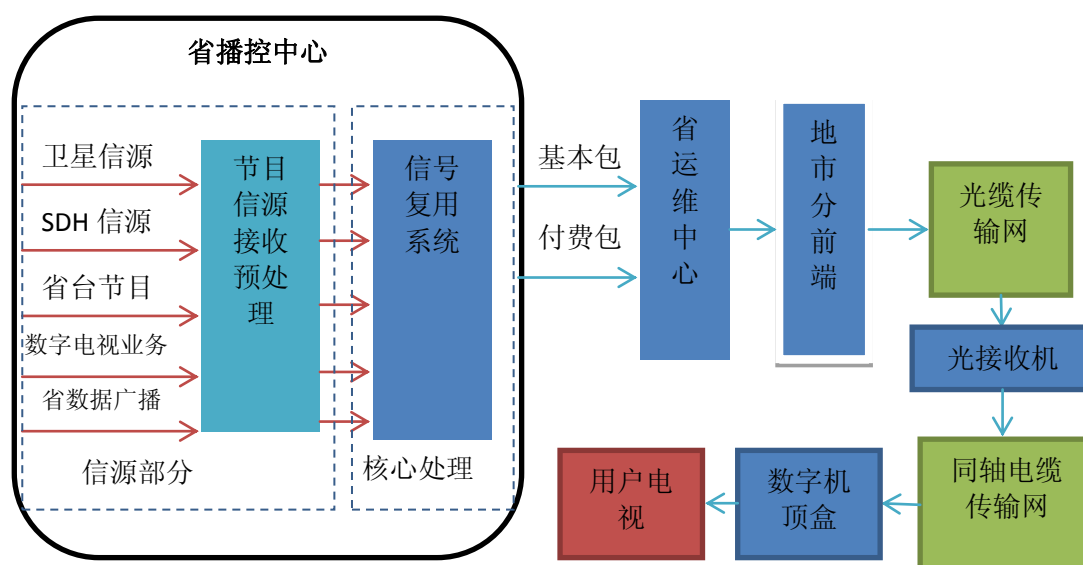 省播控中心
卫星信源
SDH 信源
省台节目
数字电视业务
省数据广播
信源部分
节目
信源
接收
预处
理
信号
复用
系统
核心处理
基本包
付费包
省
运
维
中
心
地
市
分
前
端
光缆传
输网
光接收机
同轴电缆
传输网
数字机
顶盒
用户电
视